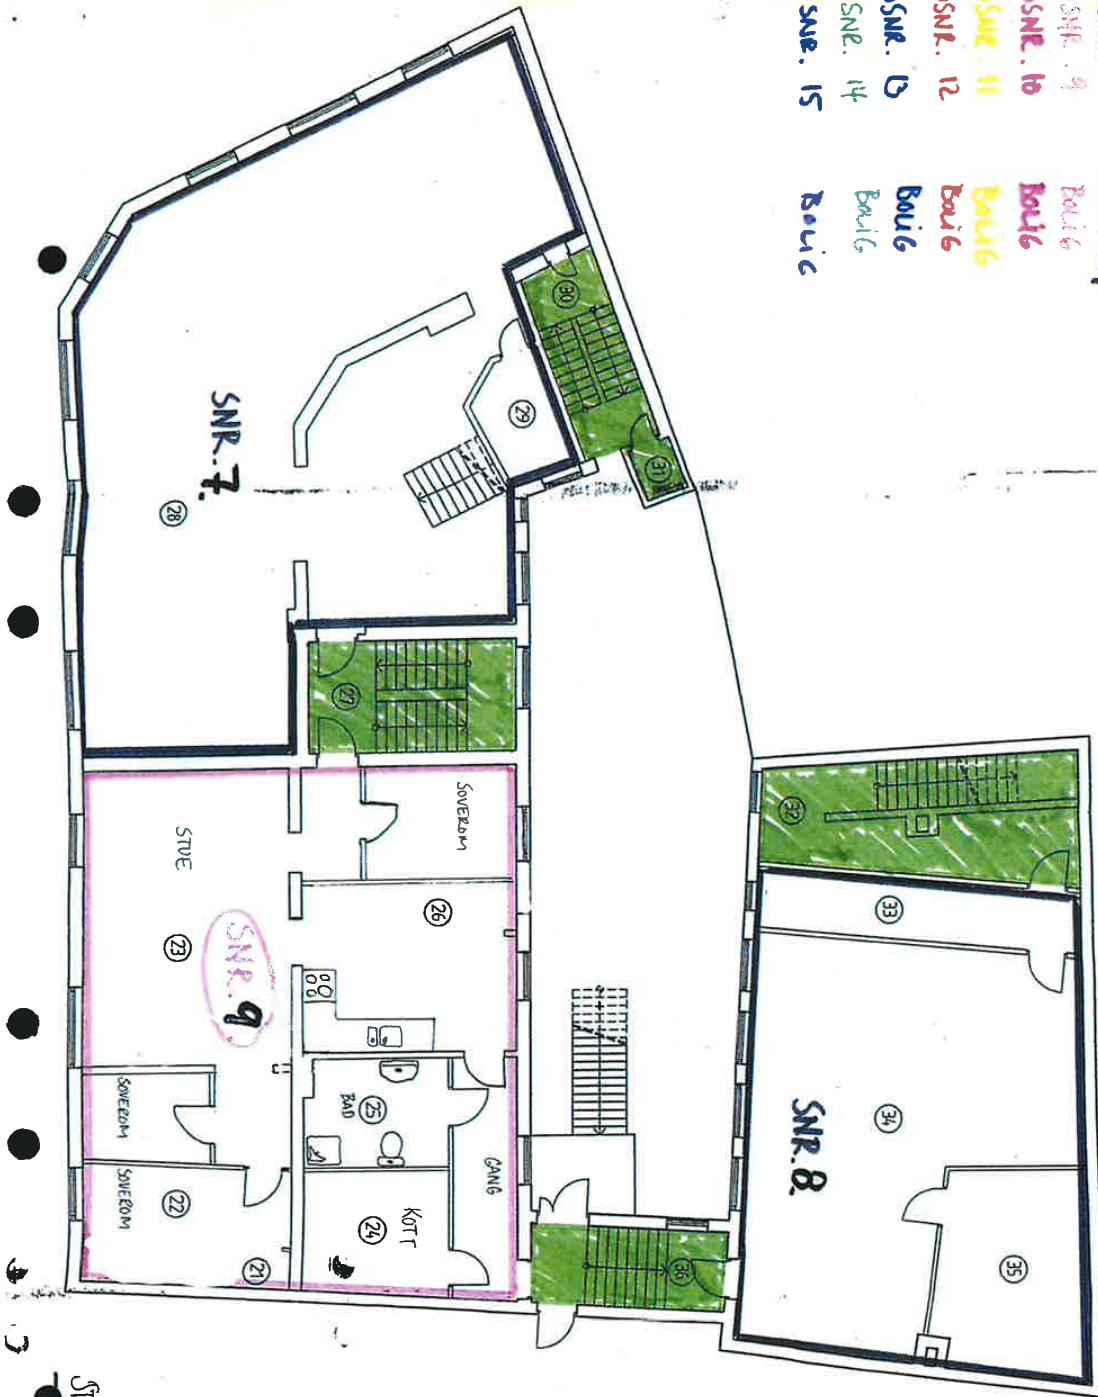 SNR. 9 BOLIG
SNR. 10 BOLIG
SNR. 11 BOLIG
SNR. 12 BOLIG
SNR. 13 BOLIG
SNR. 14 BOLIG
SNR. 15 BOLIG
30
31
29
SNR. 7.
28
27
32
33
34
SNR. 8.
35
36
SOVEROM
STUE
26
23
SNR. 9
25
BAD
GANG
SOVEROM
SOVEROM
22
KOTT
24
21